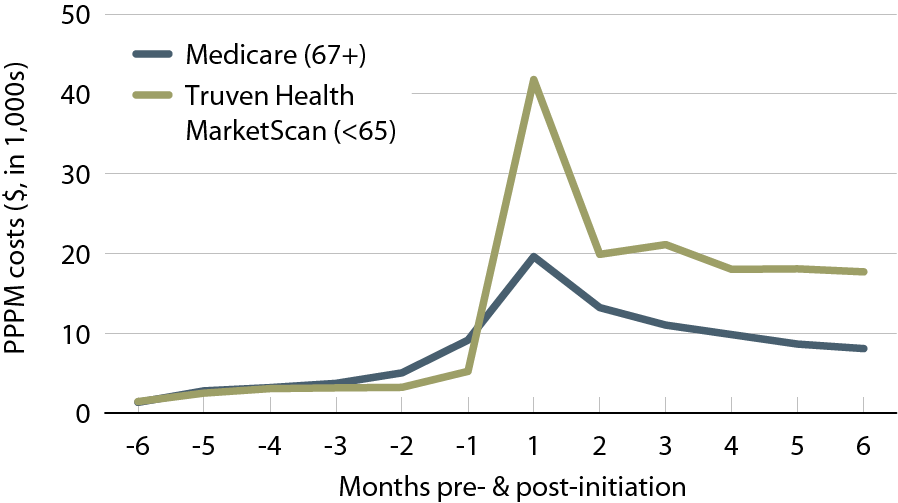 50
40
30
20
10
0
PPPM costs ($, in 1,000s)
Medicare (67+)
Truven Health
MarketScan (<65)
-6 -5 -4 -3 -2 -1 1 2 3 4 5 6
Months pre- & post-initiation